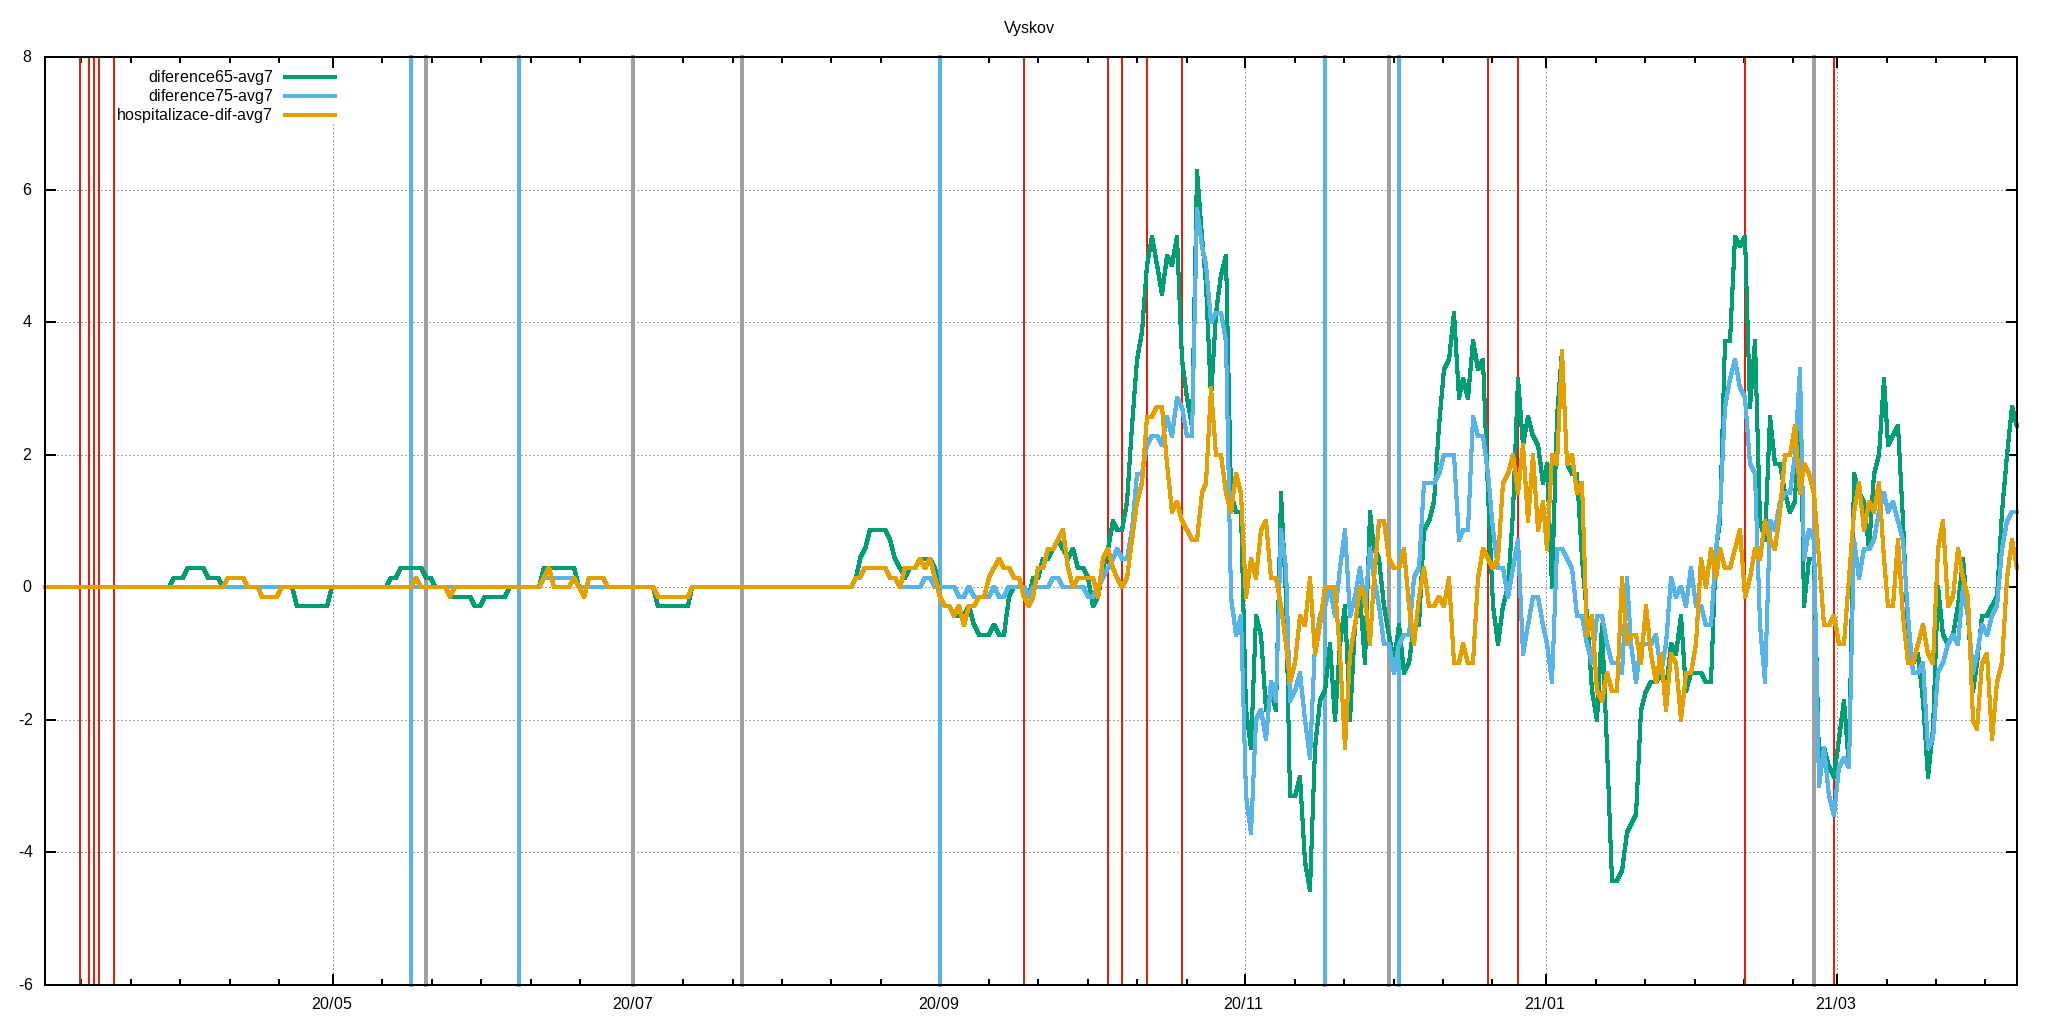 Vyskov
diference65-avg7
diference75-avg7
hospitalizace-dif-avg7
8
6
4
2
0
-2
-4
-6
20/05 20/07 20/09 20/11 21/01 21/03